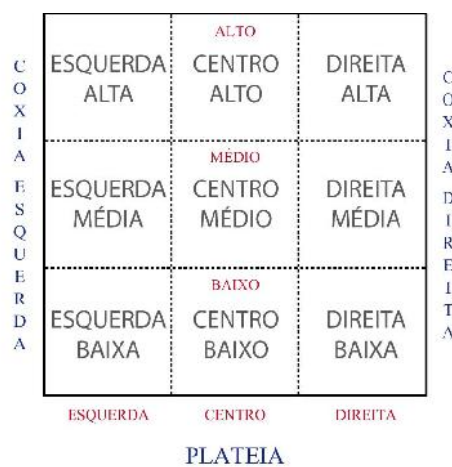 ALTO
ESQUERDA CENTRO DIREITA
ALTA ALTO ALTA
MÉDIO
ESQUERDA CENTRO DIREITA
MÉDIA MÉDIO MÉDIA
BAIXO
ESQUERDA CENTRO DIREITA
BAIXA BAIXO BAIXA
COXIA ESQUERDA
COXIA DIREITA
ESQUERDA CENTRO DIREITA
PLATEIA